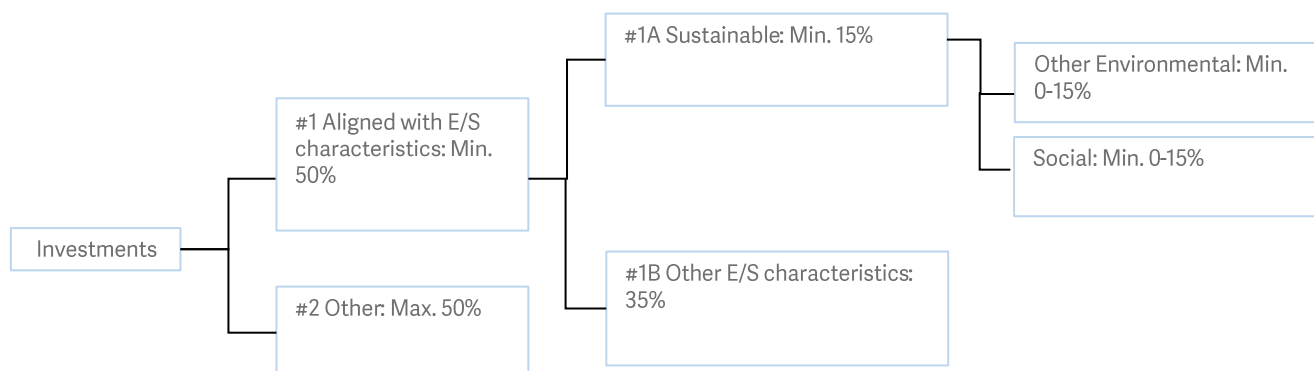 Investments
#1 Aligned with E/S
characteristics: Min.
50%
#2 Other: Max. 50%
#1A Sustainable: Min. 15%
#1B Other E/S characteristics:
35%
Other Environmental: Min.
0-15%
Social: Min. 0-15%